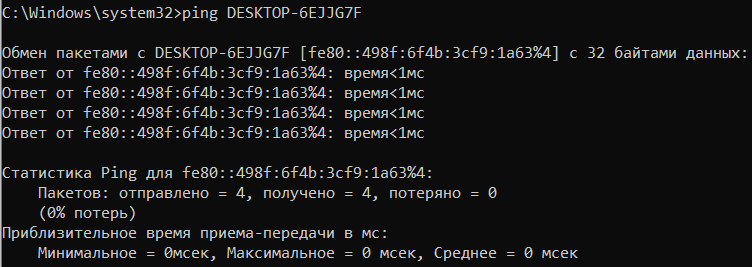 C:\Windows\system32>ping DESKTOP-6EJJG7F
Обмен пакетами с DESKTOP-6EJJG7F [fe80::498f:6f4b:3cf9:1a63%4] с 32 байтами данных:
Ответ от fe80::498f:6f4b:3cf9:1a63%4: время<1мс
Ответ от fe80::498f:6f4b:3cf9:1a63%4: время<1мс
Ответ от fe80::498f:6f4b:3cf9:1a63%4: время<1мс
Ответ от fe80::498f:6f4b:3cf9:1a63%4: время<1мс
Статистика Ping для fe80::498f:6f4b:3cf9:1a63%4:
Пакетов: отправлено = 4, получено = 4, потеряно = 0
(0% потерь)
Приблизительное время приема-передачи в мс:
Минимальное = 0мсек, Максимальное = 0 мсек, Среднее = 0 мсек